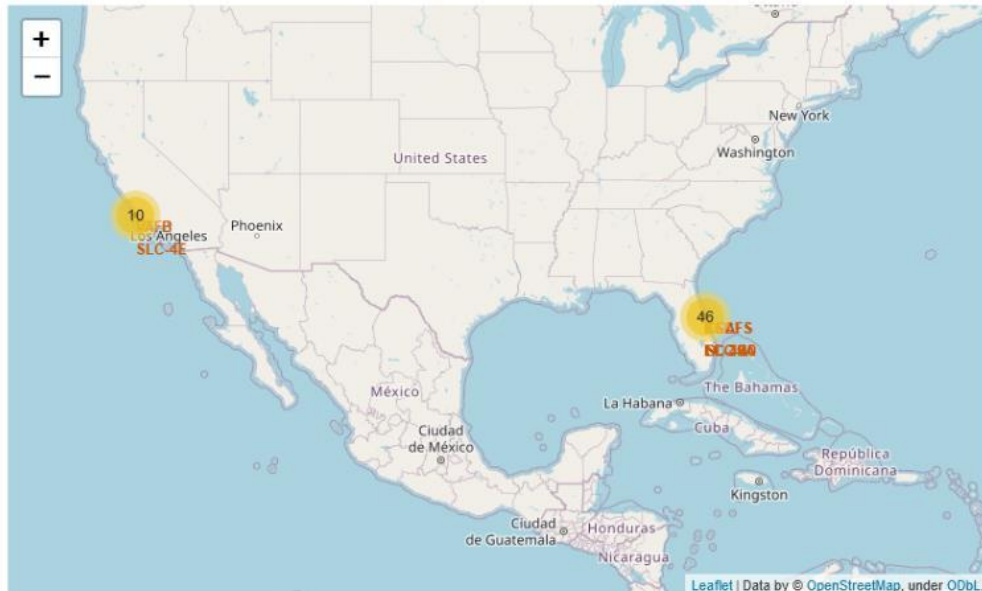 Ottawa
+
−
New York
Washington
United States
10
Los Angeles
Phoenix
SLC-4E
46
The Bahamas
México
La Habana
Cuba
Ciudad
de México
República
Dominicana
Kingston
Ciudad
de Guatemala
Honduras
Nicaragua
Leaflet | Data by © OpenStreetMap, under ODbL.